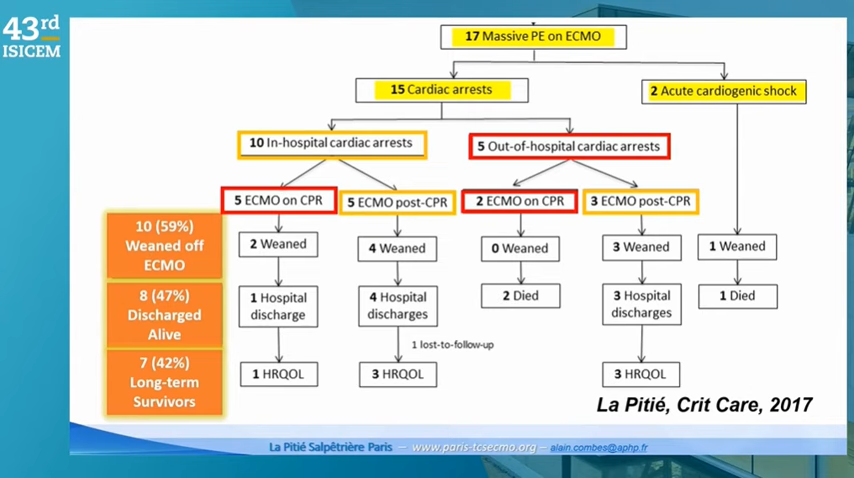 43rd
ISICEM
17 Massive PE on ECMO
15 Cardiac arrests
2 Acute cardiogenic shock
10 In-hospital cardiac arrests
5 Out-of-hospital cardiac arrests
5 ECMO on CPR
5 ECMO post-CPR
2 ECMO on CPR
3 ECMO post-CPR
10 (59%)
Weaned off
ECMO
2 Weaned
4 Weaned
0 Weaned
3 Weaned
1 Weaned
8 (47%)
Discharged
Alive
1 Hospital
discharge
4 Hospital
discharges
2 Died
3 Hospital
discharges
1 Died
1 lost-to-follow-up
7 (42%)
Long-term
Survivors
1 HRQOL
3 HRQOL
3 HRQOL
La Pitié, Crit Care, 2017
La Pitié Salpêtrière Paris – www.paris-tcsecmo.org – alain.combes@aphp.fr